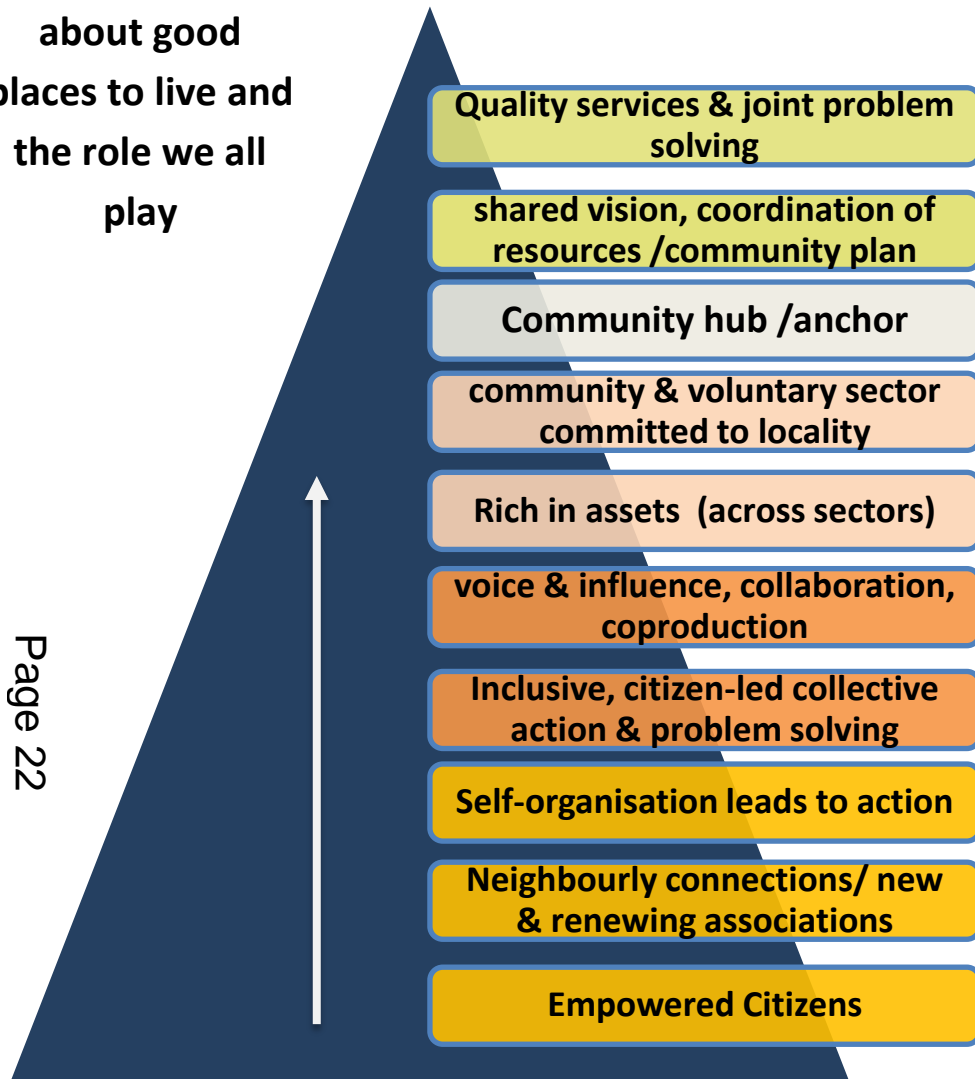 about good
places to live and
the role we all
play
Quality services & joint problem
solving
shared vision, coordination of
resources /community plan
Community hub /anchor
community & voluntary sector
committed to locality
Rich in assets (across sectors)
voice & influence, collaboration,
coproduction
Inclusive, citizen-led collective
action & problem solving
Self-organisation leads to action
Neighbourly connections/ new
& renewing associations
Empowered Citizens
Page 22